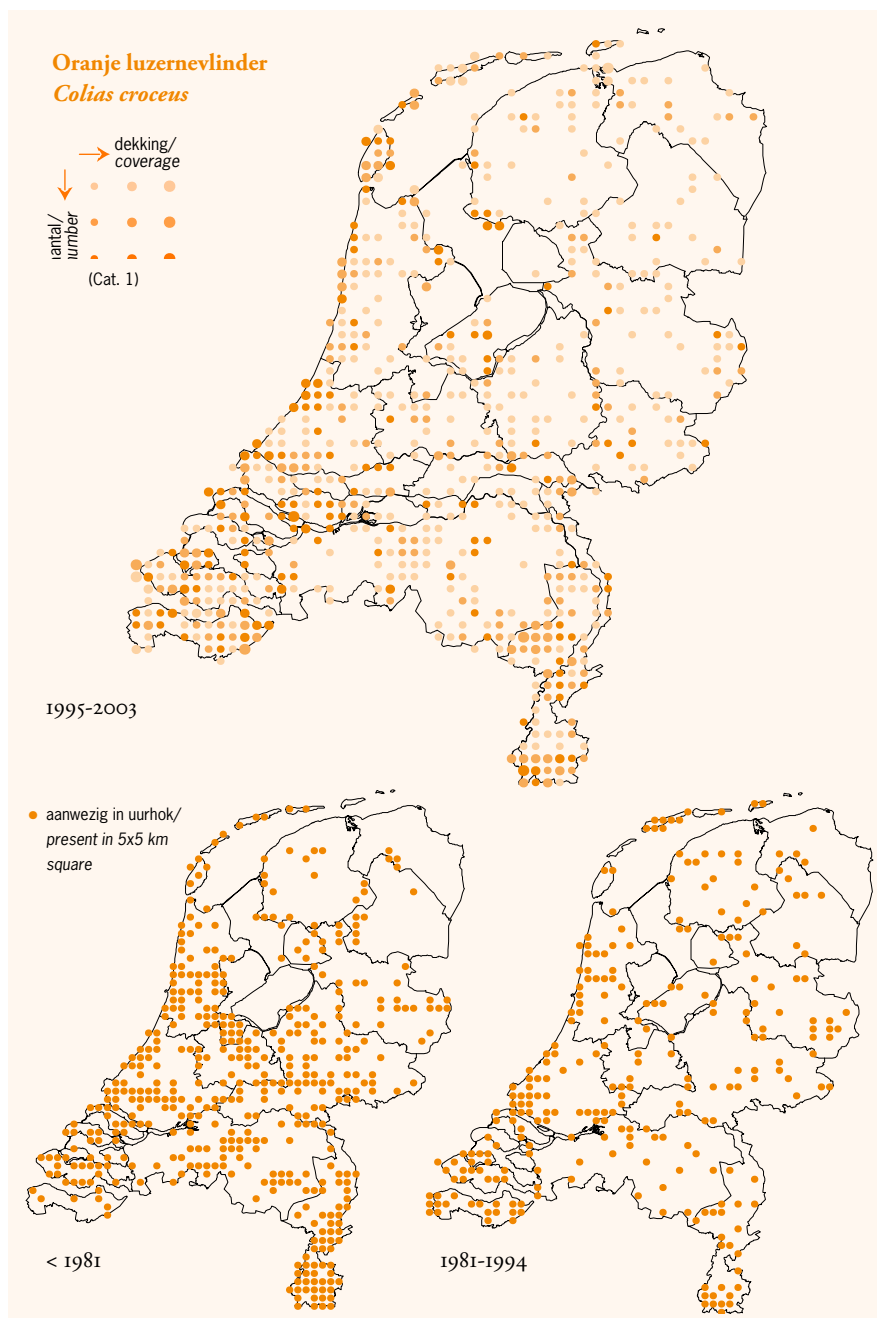 Oranje luzernevlinder
Colias croeus
dekking/
coverage
(Cat. 1)
1995-2003
aanwezig in uurhok/
present in 5x5 km
square
< 1981
1981-1994